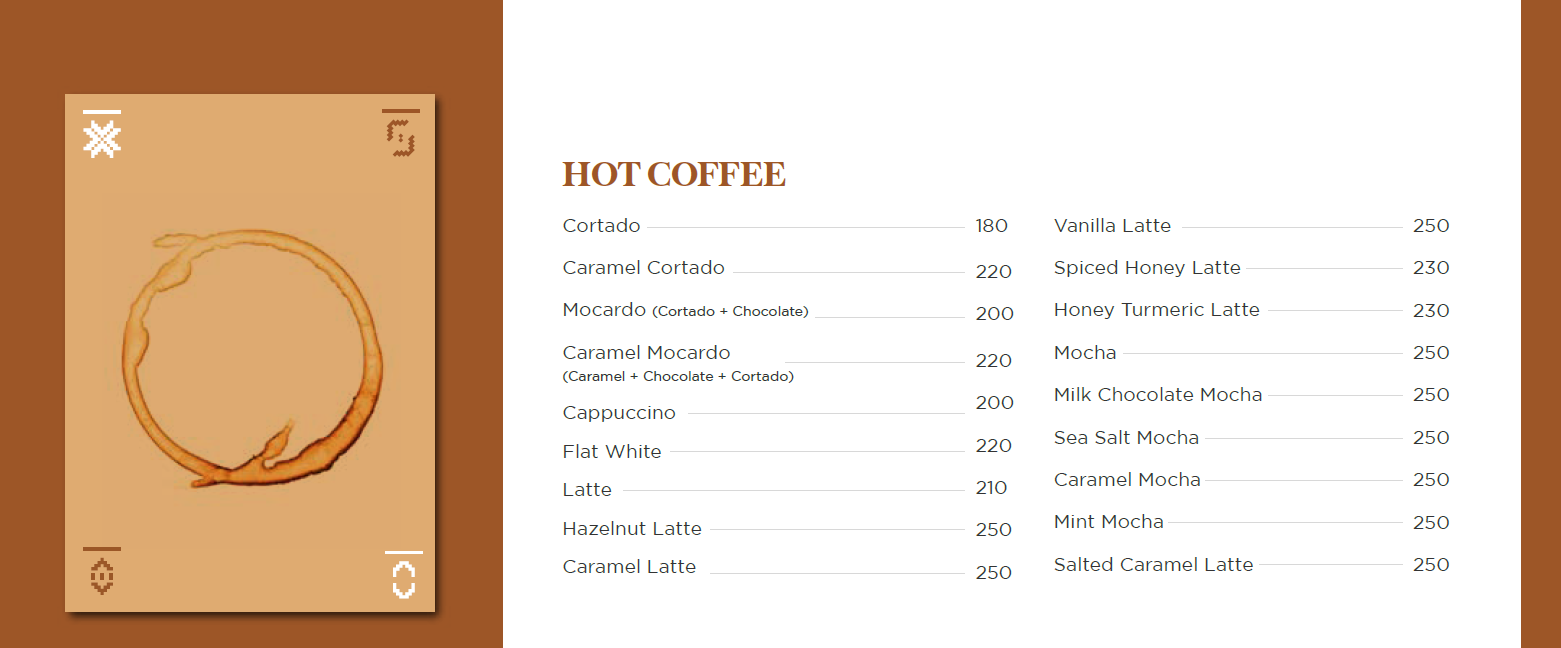 HOT COFFEE
Cortado 180
Caramel Cortado 220
Mocardo (Cortado + Chocolate) 200
Caramel Mocardo 220
(Caramel + Chocolate + Cortado)
Cappuccino 200
Flat White 220
Latte 210
Hazelnut Latte 250
Caramel Latte 250
Vanilla Latte 250
Spiced Honey Latte 230
Honey Turmeric Latte 230
Mocha 250
Milk Chocolate Mocha 250
Sea Salt Mocha 250
Caramel Mocha 250
Mint Mocha 250
Salted Caramel Latte 250